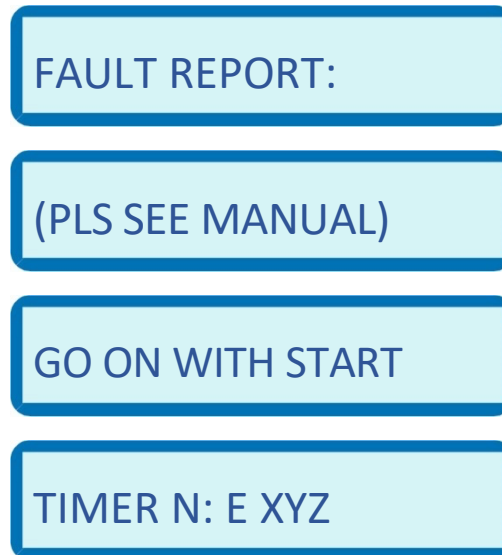 FAULT REPORT:
(PLS SEE MANUAL)
GO ON WITH START
TIMER N: E XYZ